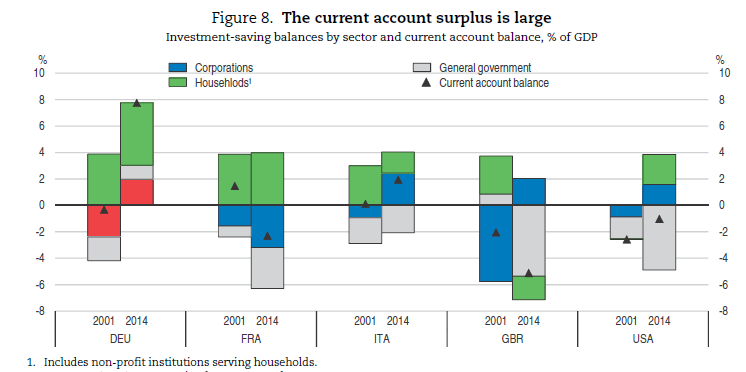 Figure 8. The current account surplus is large
Investment-saving balances by sector and current account balance, % of GDP
% %
10 10
Corporations General government
Househlods¹ Current account balance
8 8
6 6
4 4
2 2
0 0
-2 -2
-4 -4
-6 -6
-8 -8
2001 2014 2001 2014 2001 2014 2001 2014 2001 2014
DEU FRA ITA GBR USA
1. Includes non-profit institutions serving households.